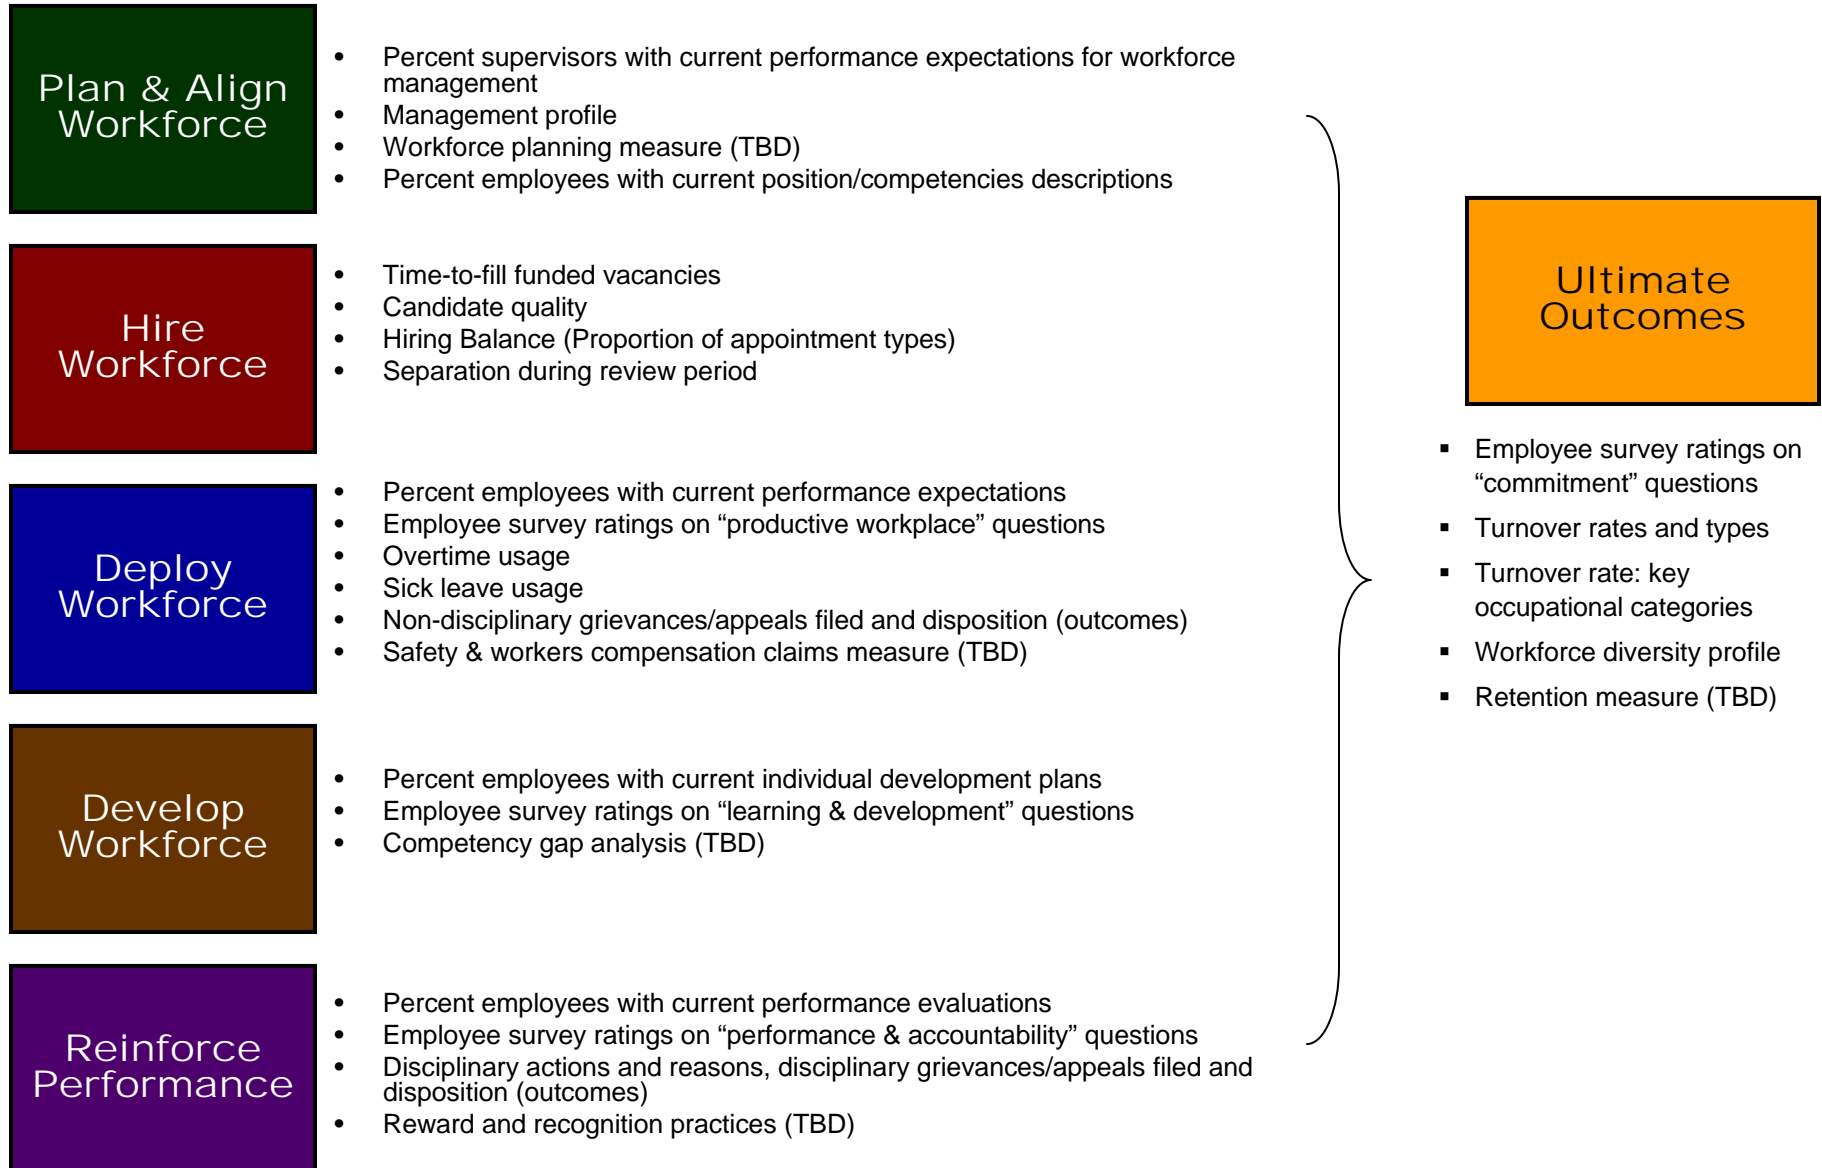 Plan & Align
Workforce
• Percent supervisors with current performance expectations for workforce
management
• Management profile
• Workforce planning measure (TBD)
• Percent employees with current position/competencies descriptions
Hire
Workforce
• Time-to-fill funded vacancies
• Candidate quality
• Hiring Balance (Proportion of appointment types)
• Separation during review period
Deploy
Workforce
• Percent employees with current performance expectations
• Employee survey ratings on “productive workplace” questions
• Overtime usage
• Sick leave usage
• Non-disciplinary grievances/appeals filed and disposition (outcomes)
• Safety & workers compensation claims measure (TBD)
Develop
Workforce
• Percent employees with current individual development plans
• Employee survey ratings on “learning & development” questions
• Competency gap analysis (TBD)
Reinforce
Performance
• Percent employees with current performance evaluations
• Employee survey ratings on “performance & accountability” questions
• Disciplinary actions and reasons, disciplinary grievances/appeals filed and
disposition (outcomes)
• Reward and recognition practices (TBD)
Ultimate
Outcomes
▪ Employee survey ratings on
“commitment” questions
▪ Turnover rates and types
▪ Turnover rate: key
occupational categories
▪ Workforce diversity profile
▪ Retention measure (TBD)